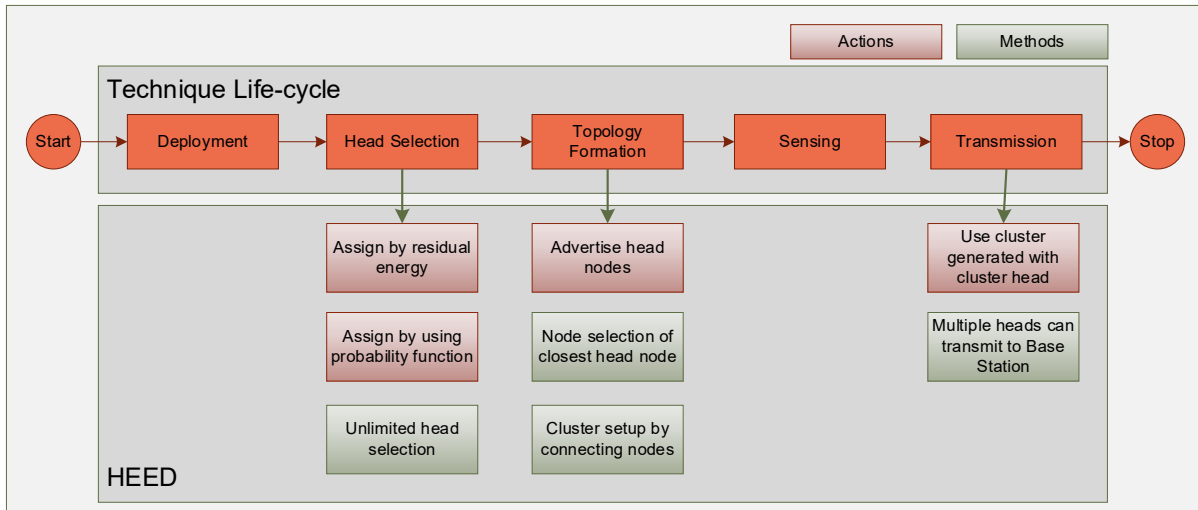 Actions
Methods
Technique Life-cycle
Start
Deployment
Head Selection
Topology
Formation
Sensing
Transmission
Stop
Assign by residual
energy
Advertise head
nodes
Use cluster
generated with
cluster head
Assign by using
probability function
Node selection of
closest head node
Multiple heads can
transmit to Base
Station
Unlimited head
selection
Cluster setup by
connecting nodes
HEED